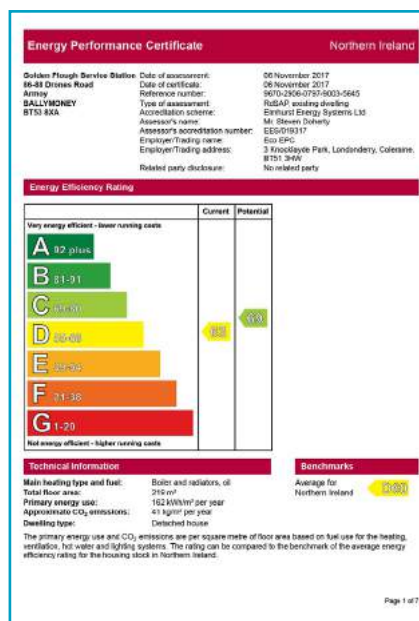 Energy Performance Certificate
Northern Ireland
Golden Plough Service Station
86-88 Drones Road
Armoy
BALLYMONEY
BT53 8XA
Date of assessment: 06 November 2017
Date of certificate: 06 November 2017
Reference number: 9670-2906-0797-9003-5645
Type of assessment: RdSAP, existing dwelling
Accreditation scheme: Elmhurst Energy Systems Ltd
Assessor's name: Mr. Steven Doherty
Assessor's accreditation number: EES/019317
Employer/Trading name: Eco EPC
Employer/Trading address: 3 Knocklayde Park, Londonderry, Coleraine, BT51 3HW
Related party disclosure: No related party
Energy Efficiency Rating
Current Potential
Very energy efficient - lower running costs
A 92 plus
B 81-91
C 69-80
D 55-68
E 39-54
F 21-38
G 1-20
63
69
Not energy efficient - higher running costs
Technical Information
Main heating type and fuel: Boiler and radiators, oil
Total floor area: 219 m²
Primary energy use: 162 kWh/m² per year
Approximate CO₂ emissions: 41 kg/m² per year
Dwelling type: Detached house
Benchmarks
Average for
Northern Ireland
D 60
The primary energy use and CO₂ emissions are per square metre of floor area based on fuel use for the heating,
ventilation, hot water and lighting systems. The rating can be compared to the benchmark of the average energy
efficiency rating for the housing stock in Northern Ireland.
Page 1 of 7